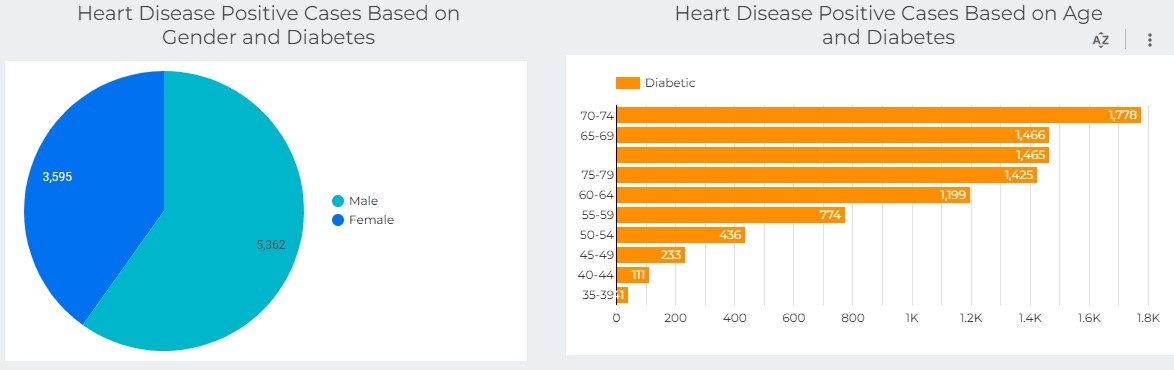 Heart Disease Positive Cases Based on
Gender and Diabetes
3,595
5,362
Male
Female
Heart Disease Positive Cases Based on Age
and Diabetes
AZ
Diabetic
70-74 1,778
65-69 1,466
1,465
75-79 1,425
60-64 1,199
55-59 774
50-54 436
45-49 233
40-44 111
35-39
0 200 400 600 800 1K 1.2K 1.4K 1.6K 1.8K